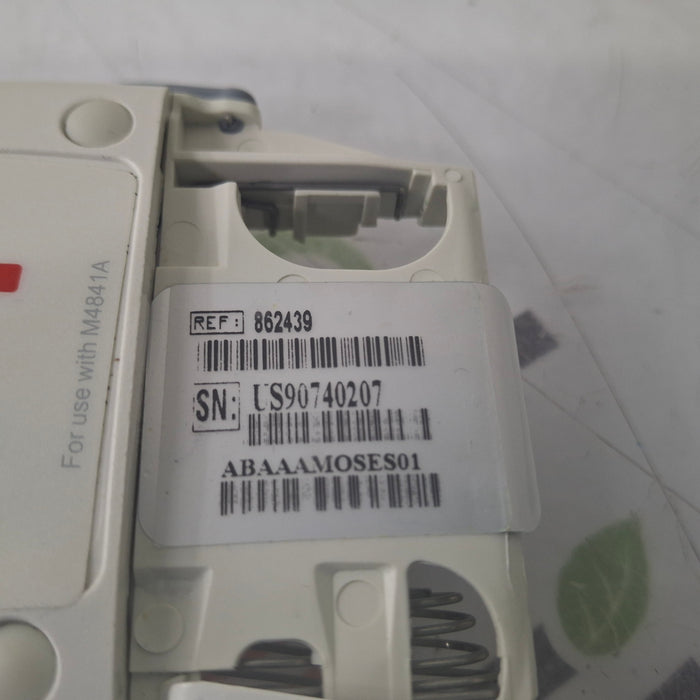 For use with M4841A
REF: 862439
SN: US90740207
ABAAAMOSES01